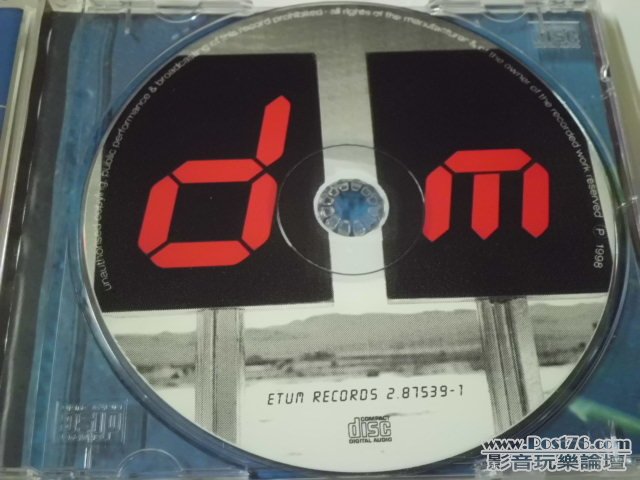 unauthorised copying, public performance & broadcasting of this record prohibited · all rights of the manufacturer & of the owner of the recorded work reserved P 1998
dm
ETUM RECORDS 2.87539-1
COMPACT
disc
DIGITAL AUDIO
www.Post76.com
影音玩樂論壇